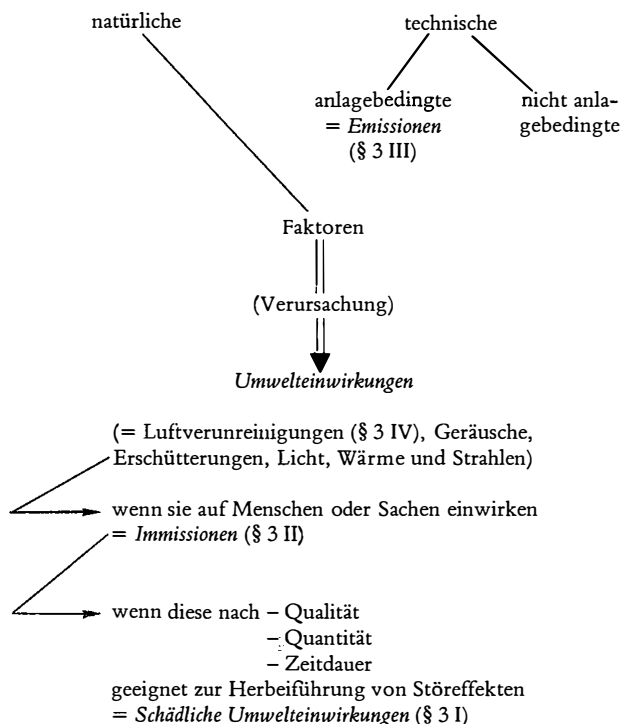 natürliche technische
anlagebedingte nicht anla-
= Emissionen gebedingte
(§ 3 III)
Faktoren
(Verursachung)
Umwelteinwirkungen
(= Luftverunreinigungen (§ 3 IV), Geräusche,
Erschütterungen, Licht, Wärme und Strahlen)
wenn sie auf Menschen oder Sachen einwirken
= Immissionen (§ 3 II)
wenn diese nach – Qualität
– Quantität
– Zeitdauer
geeignet zur Herbeiführung von Störeffekten
= Schädliche Umwelteinwirkungen (§ 3 I)